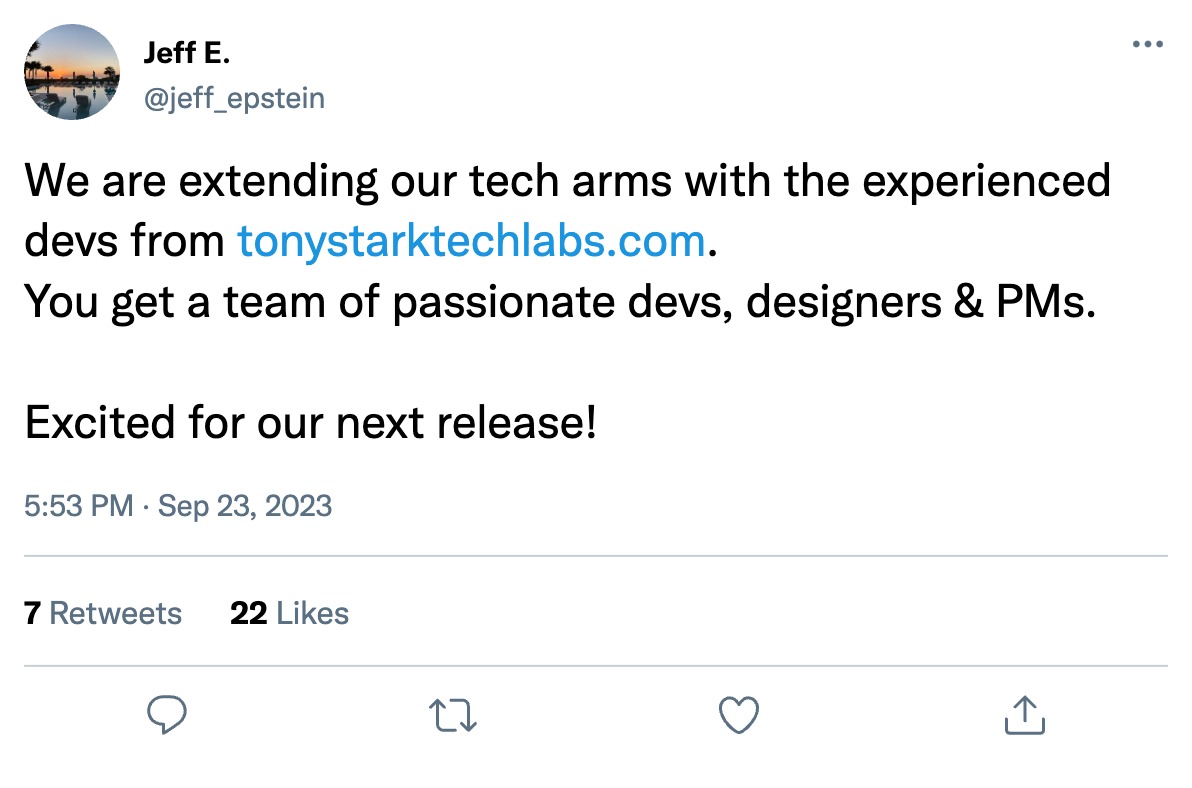 Jeff E.
@jeff_epstein
We are extending our tech arms with the experienced
devs from tonystarktechlabs.com.
You get a team of passionate devs, designers & PMs.
Excited for our next release!
5:53 PM · Sep 23, 2023
7 Retweets 22 Likes